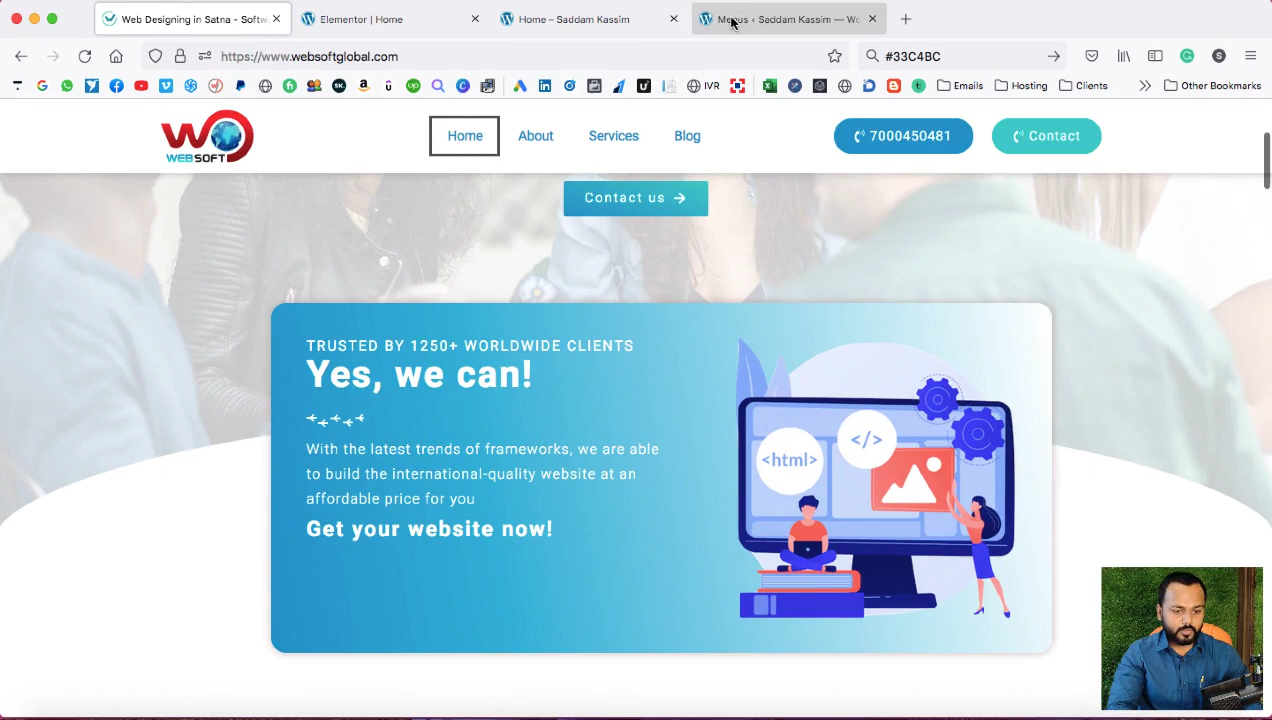 Web Designing in Satna - Softw
Elementor | Home
Home – Saddam Kassim
Menus ‹ Saddam Kassim — Wo
https://www.websoftglobal.com
#33C4BC
S
IVR
Emails
Hosting
Clients
Other Bookmarks
WEBSOFT
Home
About
Services
Blog
7000450481
Contact
Contact us
TRUSTED BY 1250+ WORLDWIDE CLIENTS
Yes, we can!
With the latest trends of frameworks, we are able
to build the international-quality website at an
affordable price for you
Get your website now!
<html>
</>